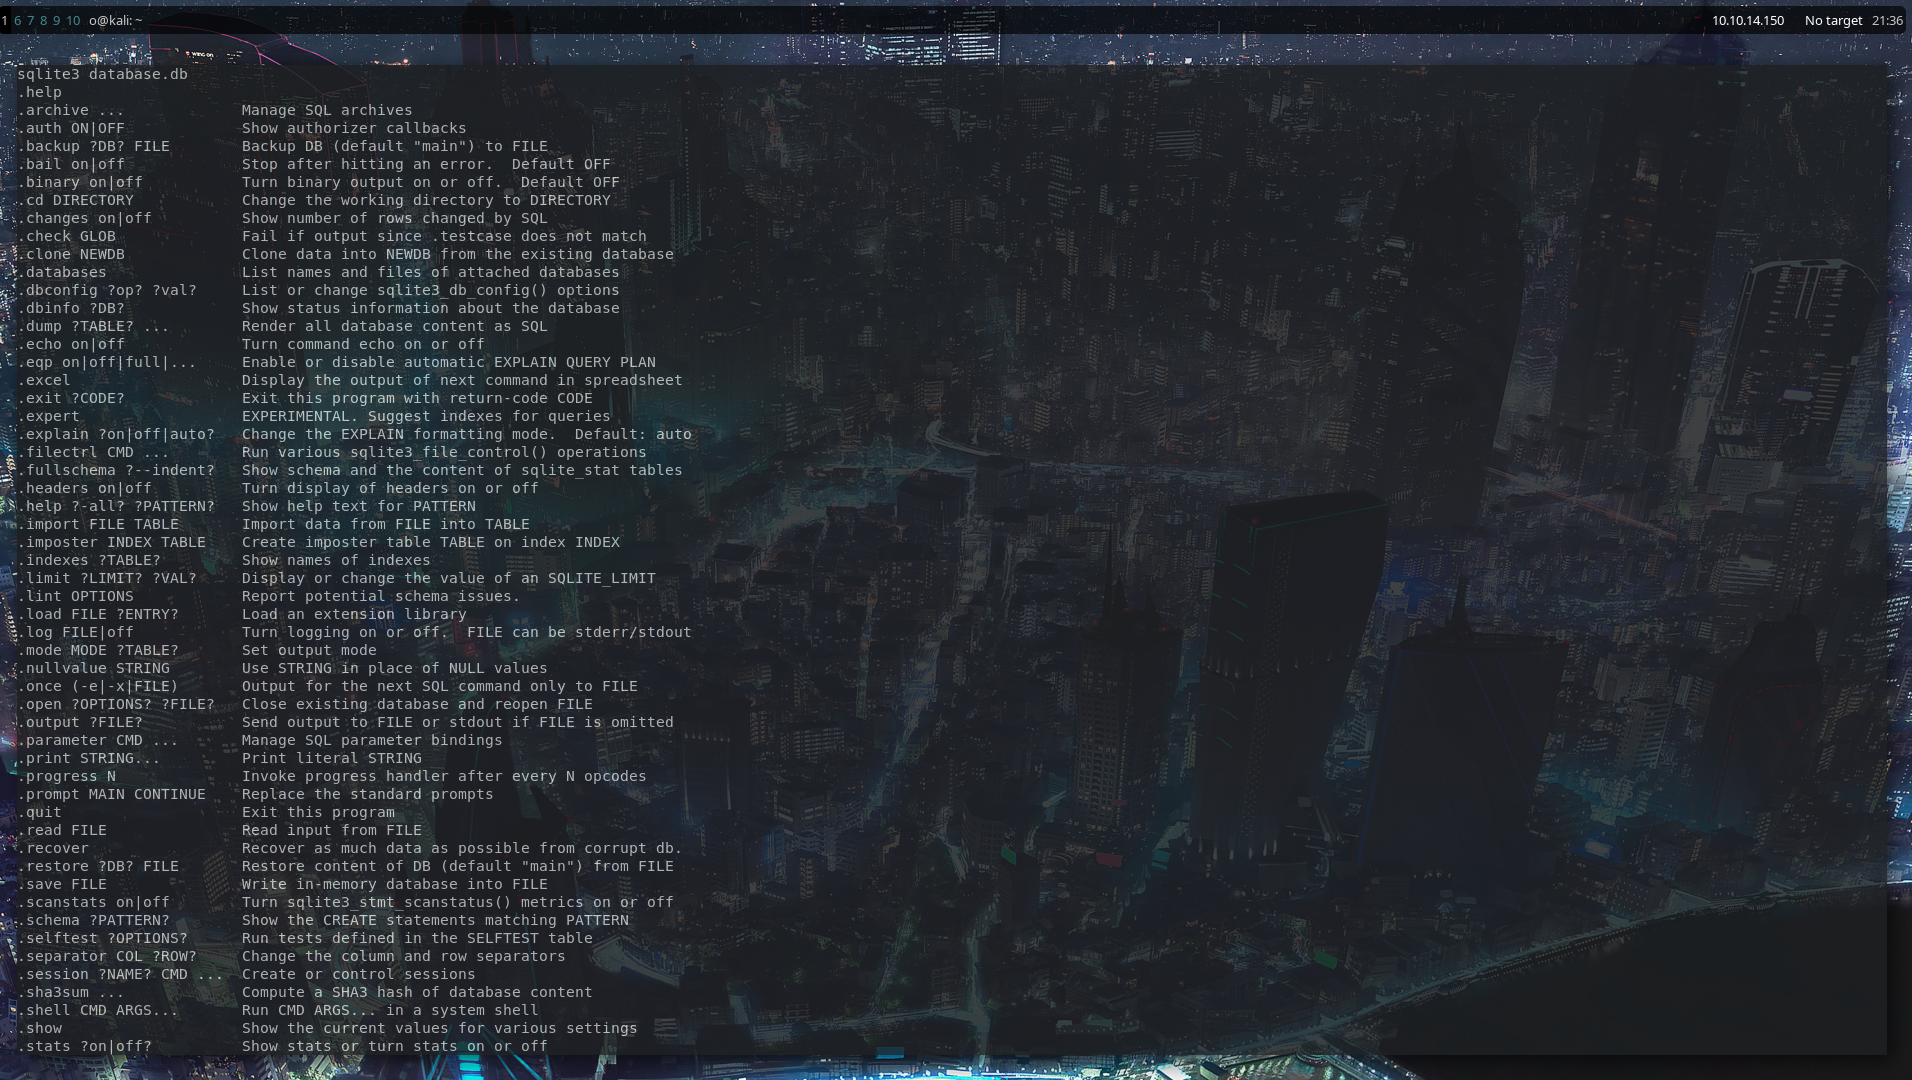 1 6 7 8 9 10 o@kali: ~ 10.10.14.150 No target 21:36
sqlite3 database.db
.help
.archive ... Manage SQL archives
.auth ON|OFF Show authorizer callbacks
.backup ?DB? FILE Backup DB (default "main") to FILE
.bail on|off Stop after hitting an error.  Default OFF
.binary on|off Turn binary output on or off.  Default OFF
.cd DIRECTORY Change the working directory to DIRECTORY
.changes on|off Show number of rows changed by SQL
.check GLOB Fail if output since .testcase does not match
.clone NEWDB Clone data into NEWDB from the existing database
.databases List names and files of attached databases
.dbconfig ?op? ?val? List or change sqlite3_db_config() options
.dbinfo ?DB? Show status information about the database
.dump ?TABLE? ... Render all database content as SQL
.echo on|off Turn command echo on or off
.eqp on|off|full|... Enable or disable automatic EXPLAIN QUERY PLAN
.excel Display the output of next command in spreadsheet
.exit ?CODE? Exit this program with return-code CODE
.expert EXPERIMENTAL. Suggest indexes for queries
.explain ?on|off|auto? Change the EXPLAIN formatting mode.  Default: auto
.filectrl CMD ... Run various sqlite3_file_control() operations
.fullschema ?--indent? Show schema and the content of sqlite_stat tables
.headers on|off Turn display of headers on or off
.help ?-all? ?PATTERN? Show help text for PATTERN
.import FILE TABLE Import data from FILE into TABLE
.imposter INDEX TABLE Create imposter table TABLE on index INDEX
.indexes ?TABLE? Show names of indexes
.limit ?LIMIT? ?VAL? Display or change the value of an SQLITE_LIMIT
.lint OPTIONS Report potential schema issues.
.load FILE ?ENTRY? Load an extension library
.log FILE|off Turn logging on or off.  FILE can be stderr/stdout
.mode MODE ?TABLE? Set output mode
.nullvalue STRING Use STRING in place of NULL values
.once (-e|-x|FILE) Output for the next SQL command only to FILE
.open ?OPTIONS? ?FILE? Close existing database and reopen FILE
.output ?FILE? Send output to FILE or stdout if FILE is omitted
.parameter CMD ... Manage SQL parameter bindings
.print STRING... Print literal STRING
.progress N Invoke progress handler after every N opcodes
.prompt MAIN CONTINUE Replace the standard prompts
.quit Exit this program
.read FILE Read input from FILE
.recover Recover as much data as possible from corrupt db.
.restore ?DB? FILE Restore content of DB (default "main") from FILE
.save FILE Write in-memory database into FILE
.scanstats on|off Turn sqlite3_stmt_scanstatus() metrics on or off
.schema ?PATTERN? Show the CREATE statements matching PATTERN
.selftest ?OPTIONS? Run tests defined in the SELFTEST table
.separator COL ?ROW? Change the column and row separators
.session ?NAME? CMD ... Create or control sessions
.sha3sum ... Compute a SHA3 hash of database content
.shell CMD ARGS... Run CMD ARGS... in a system shell
.show Show the current values for various settings
.stats ?on|off? Show stats or turn stats on or off